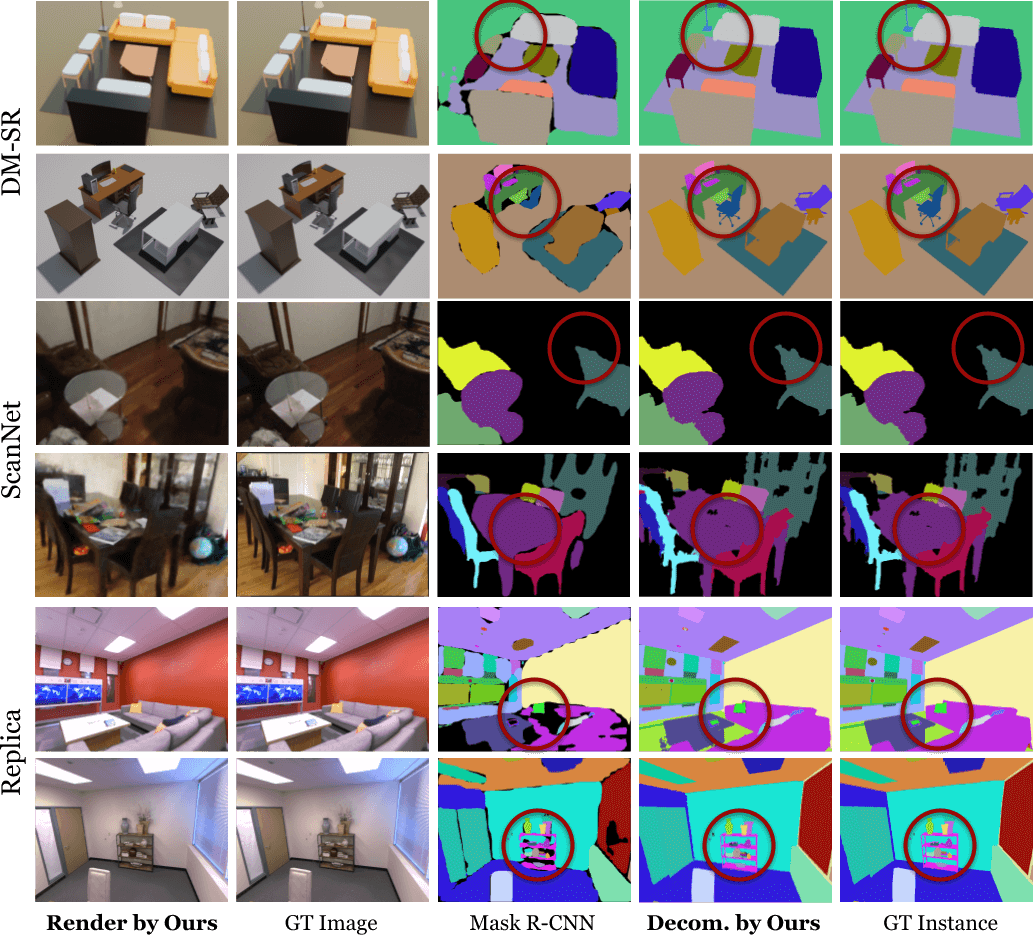 DM-SR
ScanNet
Replica
Render by Ours
GT Image
Mask R-CNN
Decom. by Ours
GT Instance